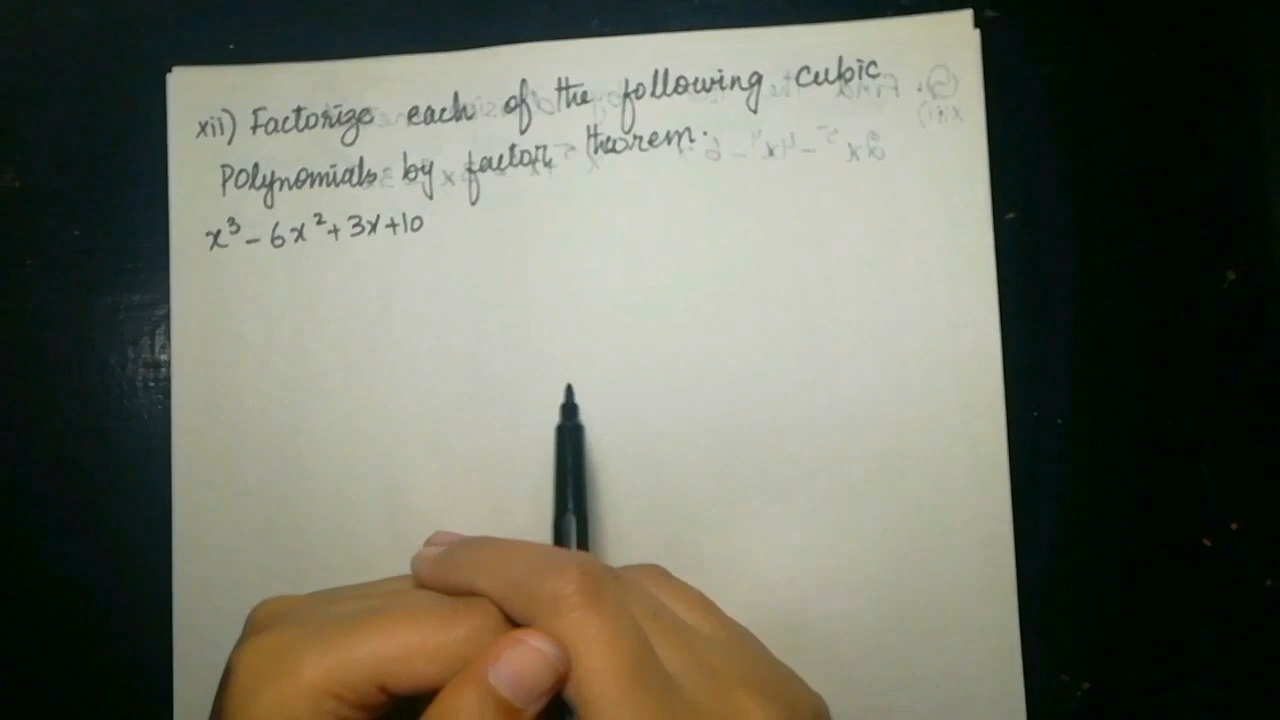 xii) Factorize each of the following cubic
Polynomials by factor theorem.
x³ - 6x² + 3x + 10